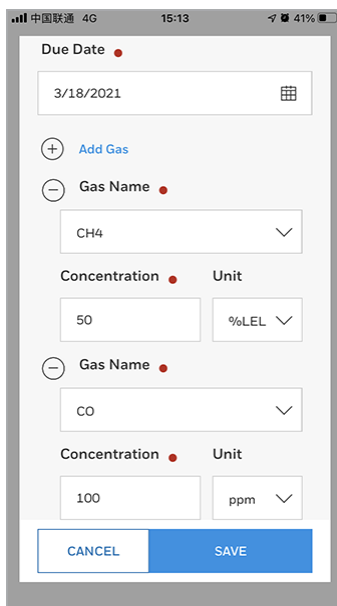 中国联通 4G 15:13 41%
Due Date
3/18/2021
Add Gas
Gas Name
CH4
Concentration Unit
50 %LEL
Gas Name
CO
Concentration Unit
100 ppm
CANCEL SAVE